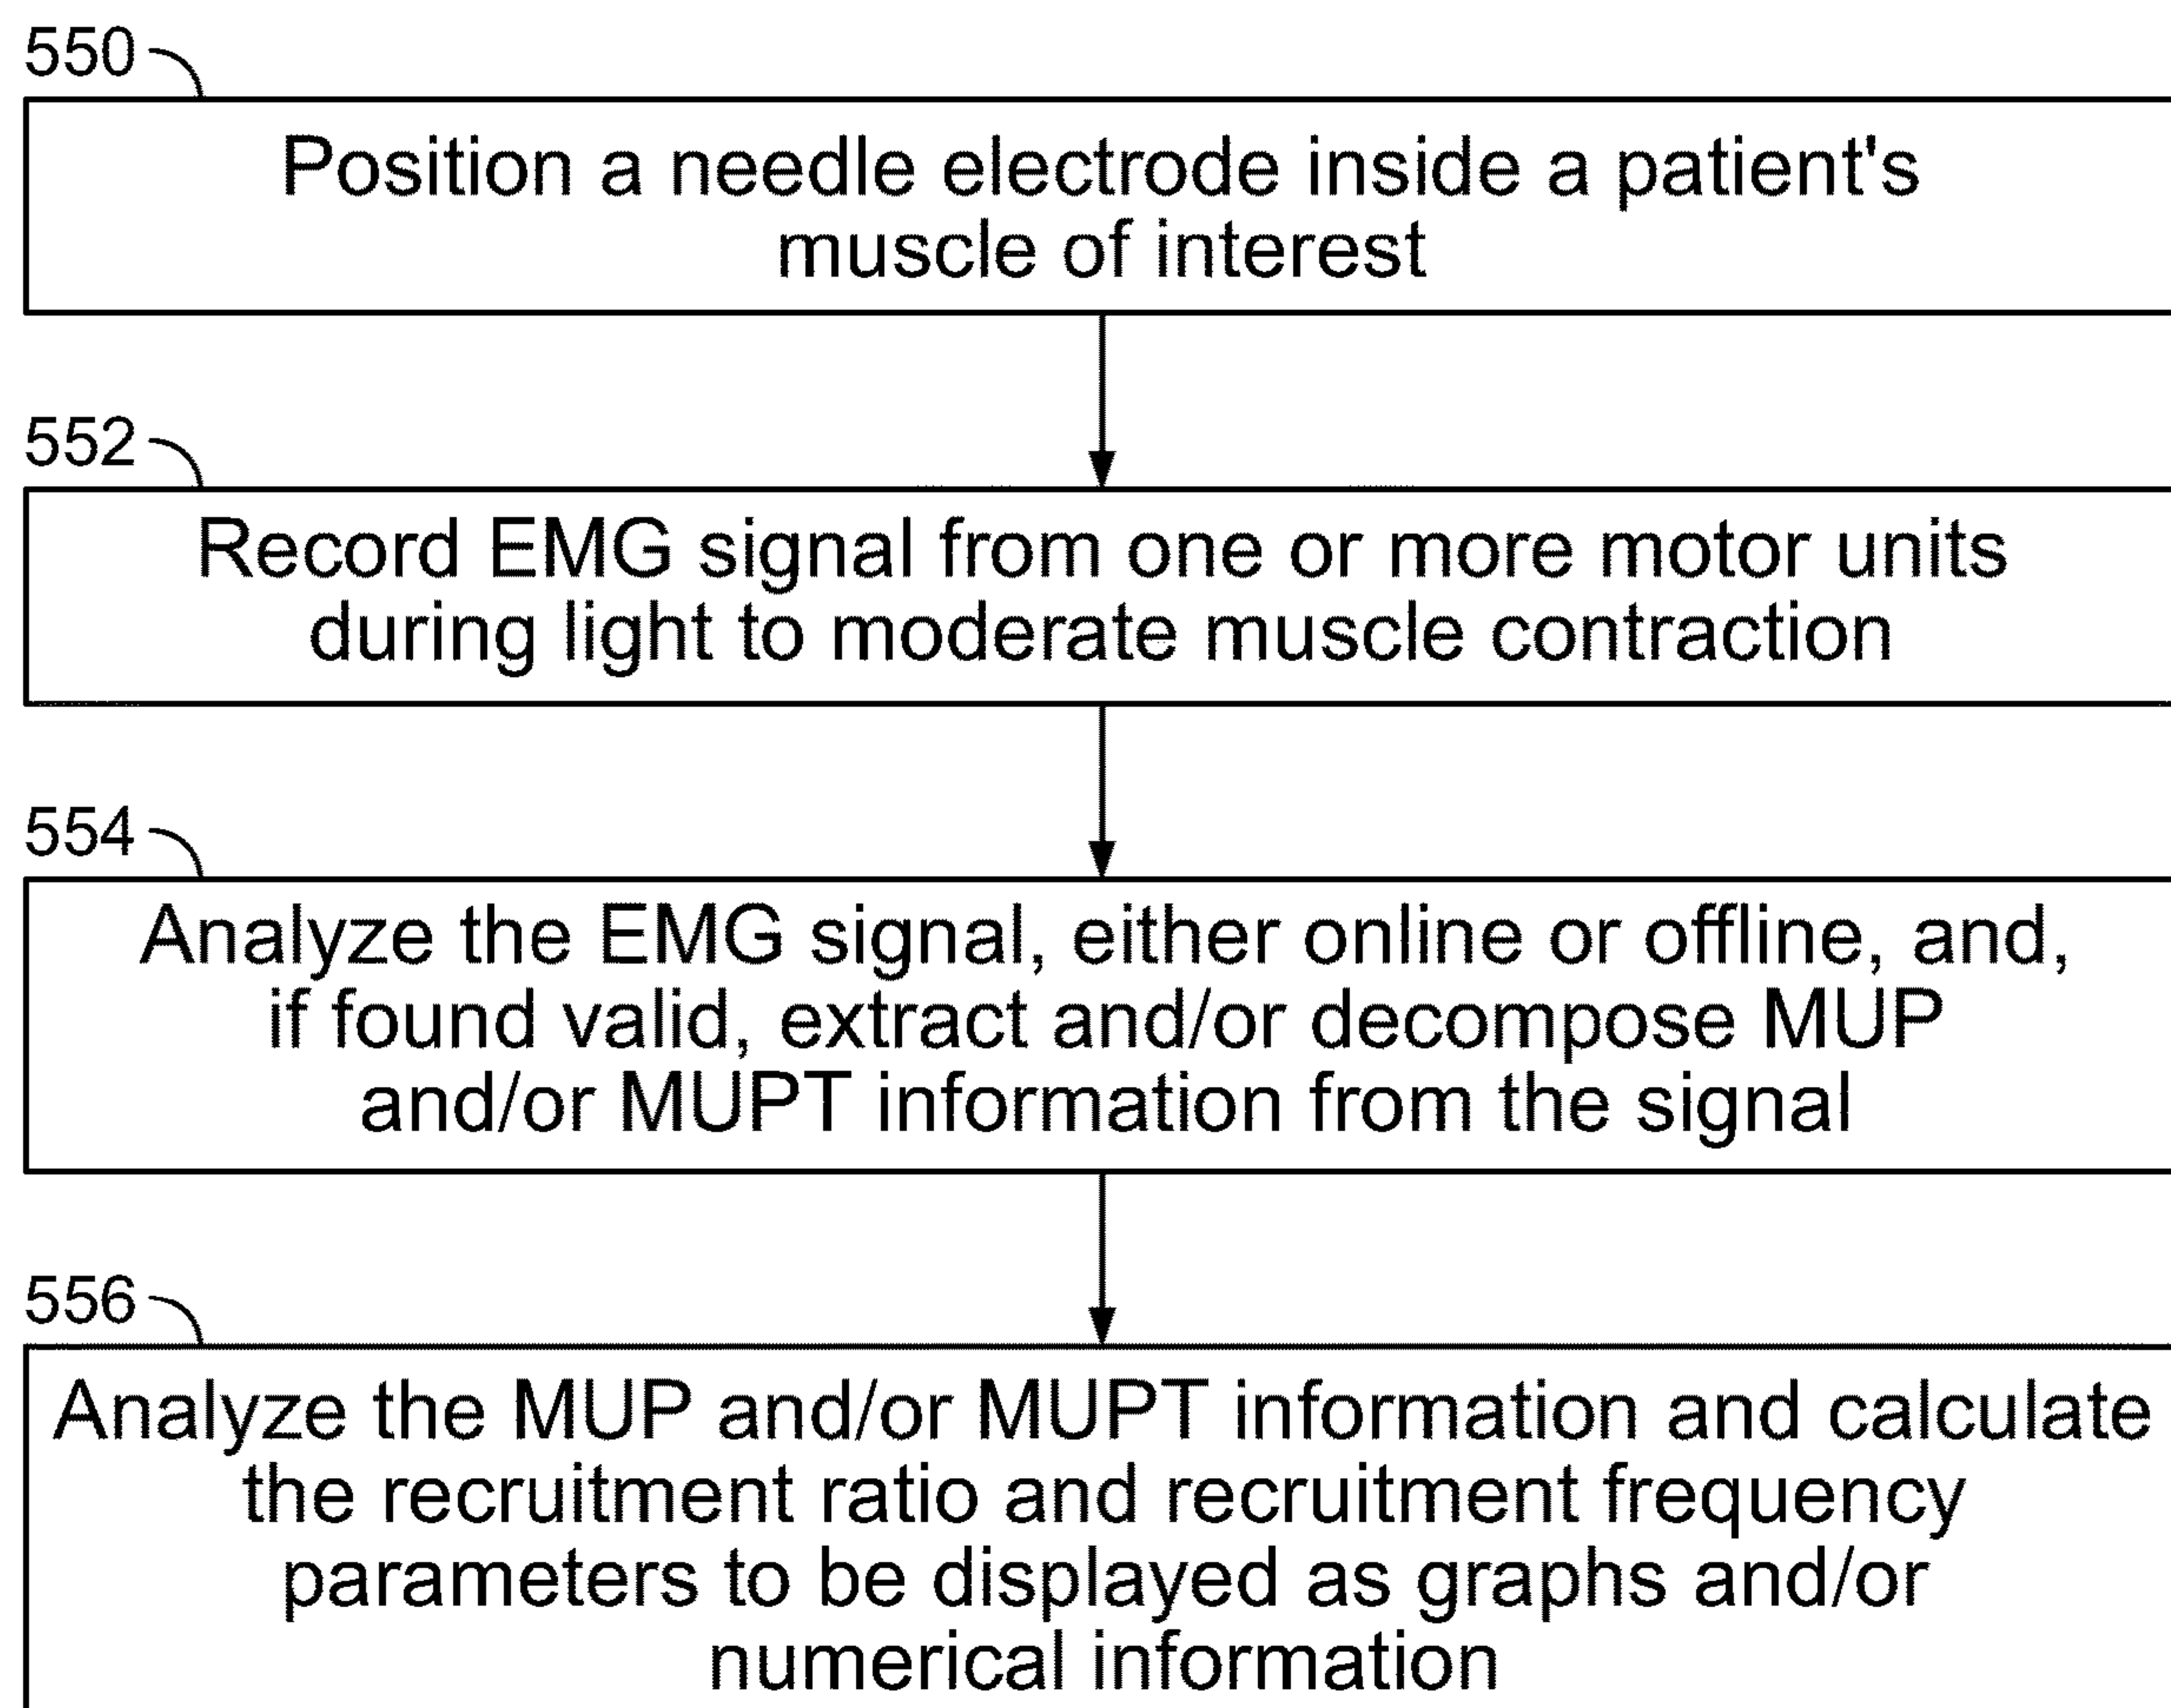 550
Position a needle electrode inside a patient's
muscle of interest
552
Record EMG signal from one or more motor units
during light to moderate muscle contraction
554
Analyze the EMG signal, either online or offline, and,
if found valid, extract and/or decompose MUP
and/or MUPT information from the signal
556
Analyze the MUP and/or MUPT information and calculate
the recruitment ratio and recruitment frequency
parameters to be displayed as graphs and/or
numerical information